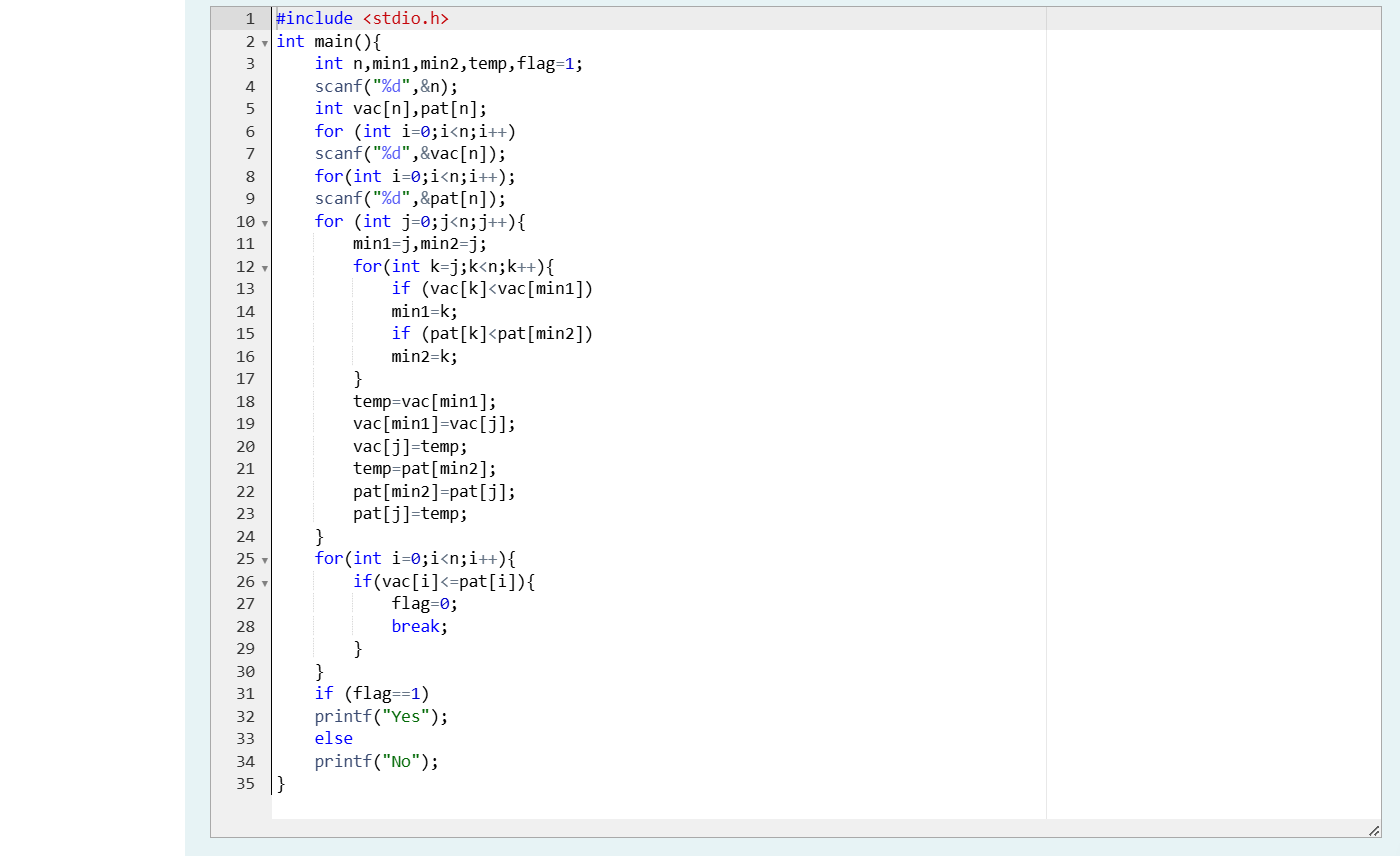 1 #include <stdio.h>
2 int main(){
3     int n,min1,min2,temp,flag=1;
4     scanf("%d",&n);
5     int vac[n],pat[n];
6     for (int i=0;i<n;i++)
7     scanf("%d",&vac[n]);
8     for(int i=0;i<n;i++);
9     scanf("%d",&pat[n]);
10     for (int j=0;j<n;j++){
11         min1=j,min2=j;
12         for(int k=j;k<n;k++){
13             if (vac[k]<vac[min1])
14             min1=k;
15             if (pat[k]<pat[min2])
16             min2=k;
17         }
18         temp=vac[min1];
19         vac[min1]=vac[j];
20         vac[j]=temp;
21         temp=pat[min2];
22         pat[min2]=pat[j];
23         pat[j]=temp;
24     }
25     for(int i=0;i<n;i++){
26         if(vac[i]<=pat[i]){
27             flag=0;
28             break;
29         }
30     }
31     if (flag==1)
32     printf("Yes");
33     else
34     printf("No");
35 }